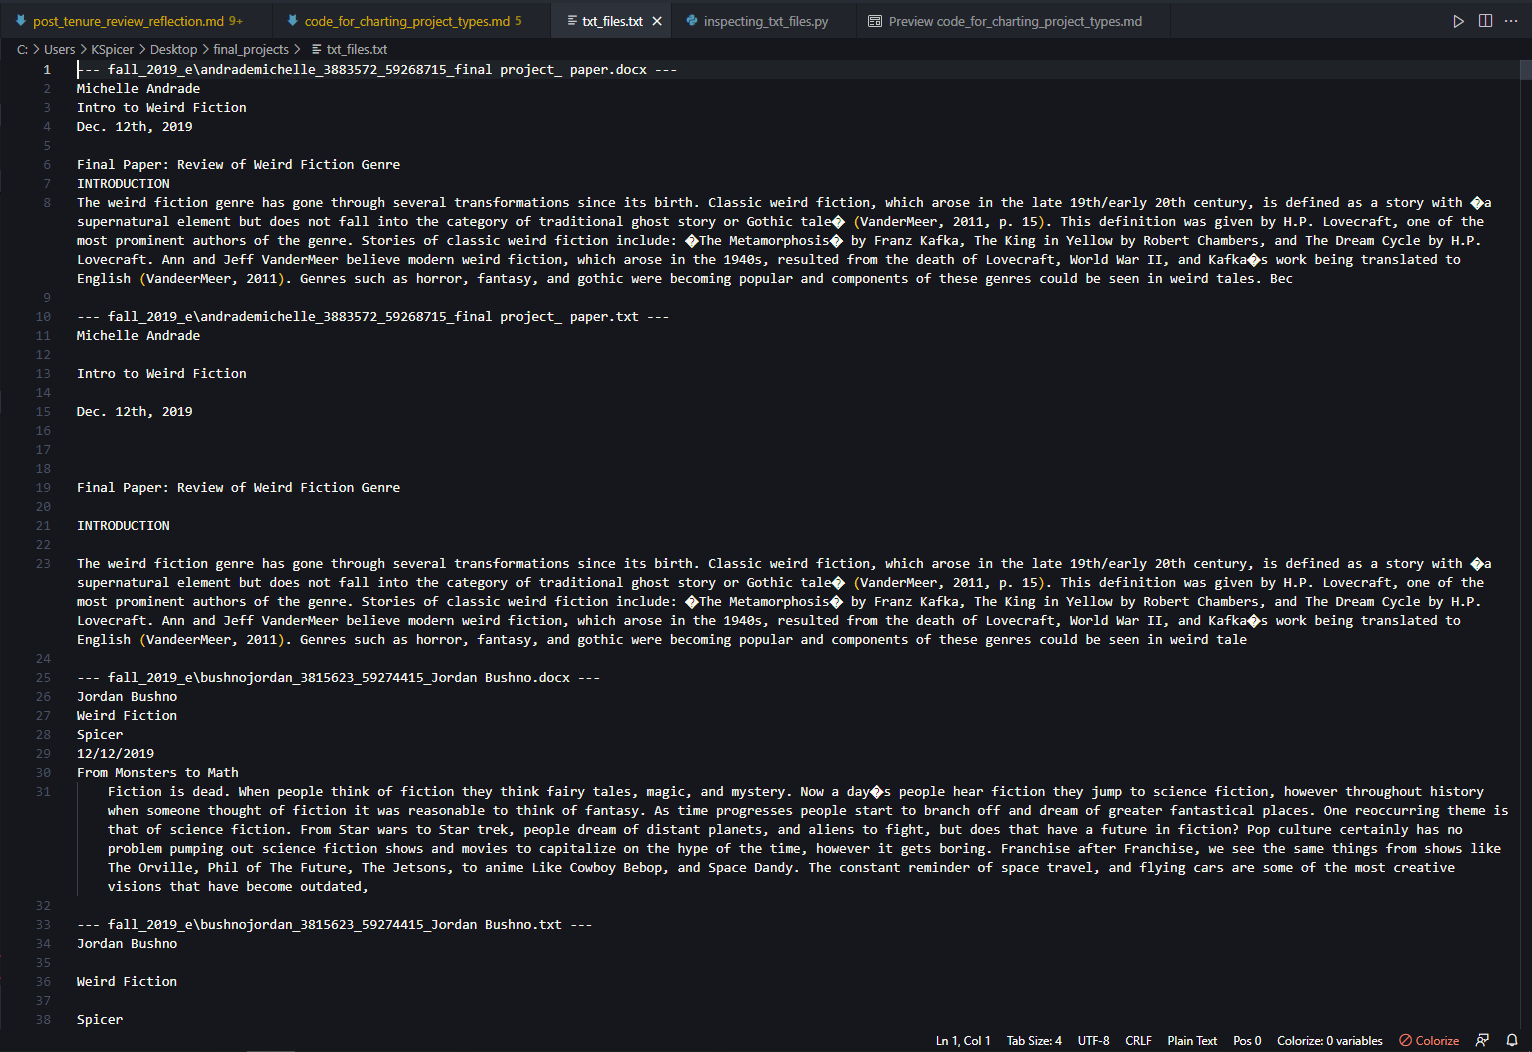 post_tenure_review_reflection.md 9+
code_for_charting_project_types.md 5
txt_files.txt
inspecting_txt_files.py
Preview code_for_charting_project_types.md
C: > Users > KSpicer > Desktop > final_projects > txt_files.txt
1 --- fall_2019_e\andrademichelle_3883572_59268715_final project_ paper.docx ---
2 Michelle Andrade
3 Intro to Weird Fiction
4 Dec. 12th, 2019
5
6 Final Paper: Review of Weird Fiction Genre
7 INTRODUCTION
8 The weird fiction genre has gone through several transformations since its birth. Classic weird fiction, which arose in the late 19th/early 20th century, is defined as a story with �a
supernatural element but does not fall into the category of traditional ghost story or Gothic tale� (VanderMeer, 2011, p. 15). This definition was given by H.P. Lovecraft, one of the
most prominent authors of the genre. Stories of classic weird fiction include: �The Metamorphosis� by Franz Kafka, The King in Yellow by Robert Chambers, and The Dream Cycle by H.P.
Lovecraft. Ann and Jeff VanderMeer believe modern weird fiction, which arose in the 1940s, resulted from the death of Lovecraft, World War II, and Kafka�s work being translated to
English (VandeerMeer, 2011). Genres such as horror, fantasy, and gothic were becoming popular and components of these genres could be seen in weird tales. Bec
9
10 --- fall_2019_e\andrademichelle_3883572_59268715_final project_ paper.txt ---
11 Michelle Andrade
12
13 Intro to Weird Fiction
14
15 Dec. 12th, 2019
16
17
18
19 Final Paper: Review of Weird Fiction Genre
20
21 INTRODUCTION
22
23 The weird fiction genre has gone through several transformations since its birth. Classic weird fiction, which arose in the late 19th/early 20th century, is defined as a story with �a
supernatural element but does not fall into the category of traditional ghost story or Gothic tale� (VanderMeer, 2011, p. 15). This definition was given by H.P. Lovecraft, one of the
most prominent authors of the genre. Stories of classic weird fiction include: �The Metamorphosis� by Franz Kafka, The King in Yellow by Robert Chambers, and The Dream Cycle by H.P.
Lovecraft. Ann and Jeff VanderMeer believe modern weird fiction, which arose in the 1940s, resulted from the death of Lovecraft, World War II, and Kafka�s work being translated to
English (VandeerMeer, 2011). Genres such as horror, fantasy, and gothic were becoming popular and components of these genres could be seen in weird tale
24
25 --- fall_2019_e\bushnojordan_3815623_59274415_Jordan Bushno.docx ---
26 Jordan Bushno
27 Weird Fiction
28 Spicer
29 12/12/2019
30 From Monsters to Math
31 Fiction is dead. When people think of fiction they think fairy tales, magic, and mystery. Now a day�s people hear fiction they jump to science fiction, however throughout history
when someone thought of fiction it was reasonable to think of fantasy. As time progresses people start to branch off and dream of greater fantastical places. One reoccurring theme is
that of science fiction. From Star wars to Star trek, people dream of distant planets, and aliens to fight, but does that have a future in fiction? Pop culture certainly has no
problem pumping out science fiction shows and movies to capitalize on the hype of the time, however it gets boring. Franchise after Franchise, we see the same things from shows like
The Orville, Phil of The Future, The Jetsons, to anime Like Cowboy Bebop, and Space Dandy. The constant reminder of space travel, and flying cars are some of the most creative
visions that have become outdated,
32
33 --- fall_2019_e\bushnojordan_3815623_59274415_Jordan Bushno.txt ---
34 Jordan Bushno
35
36 Weird Fiction
37
38 Spicer
Ln 1, Col 1 Tab Size: 4 UTF-8 CRLF Plain Text Pos 0 Colorize: 0 variables Colorize